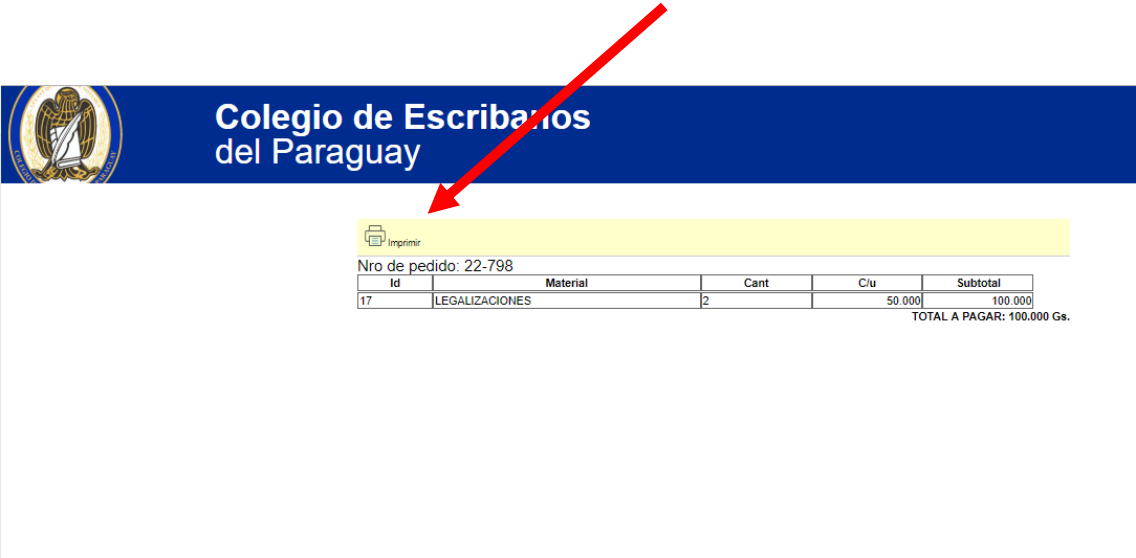 Colegio de Escribanos
del Paraguay
Imprimir
Nro de pedido: 22-798
Id Material Cant C/u Subtotal
17 LEGALIZACIONES 2 50.000 100.000
TOTAL A PAGAR: 100.000 Gs.